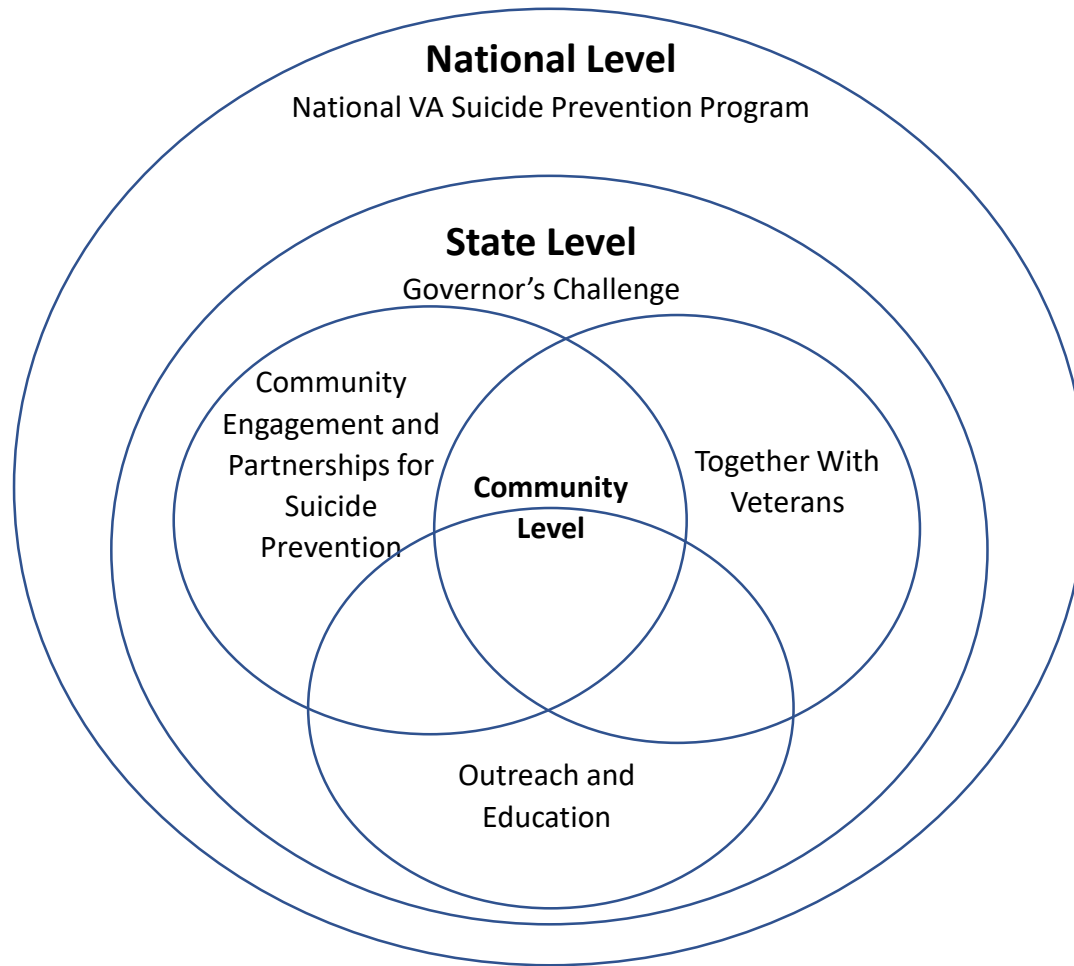 National Level
National VA Suicide Prevention Program
State Level
Governor’s Challenge
Community
Engagement and
Partnerships for
Suicide
Prevention
Community
Level
Together With
Veterans
Outreach and
Education